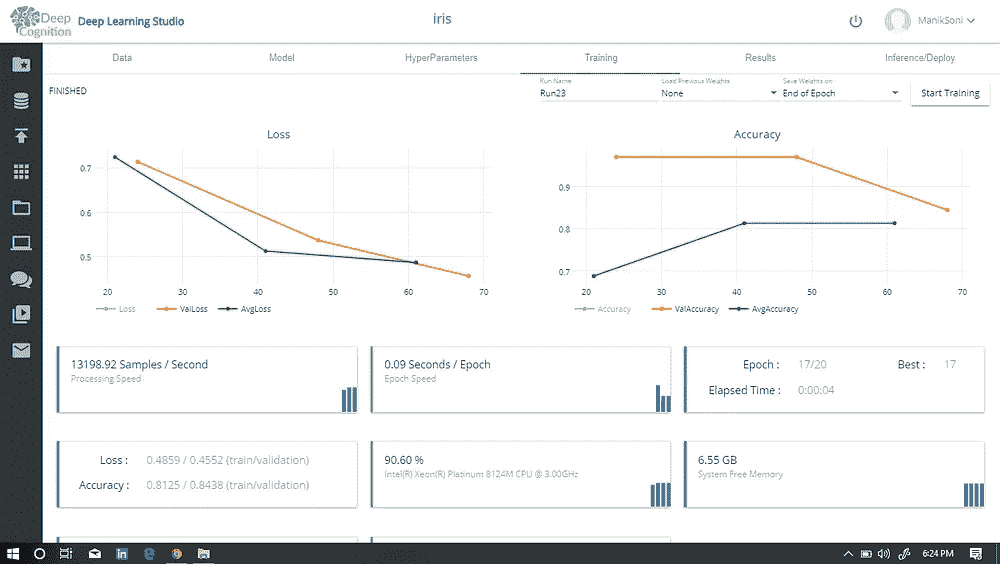 Deep Cognition
Deep Learning Studio
iris
ManikSoni
Data Model HyperParameters Training Results Inference/Deploy
FINISHED
Run Name
Run23
Load Previous Weights
None
Save Weights on
End of Epoch
Start Training
Loss
0.7
0.6
0.5
20 30 40 50 60 70
Loss ValLoss AvgLoss
Accuracy
0.9
0.8
0.7
20 30 40 50 60 70
Accuracy ValAccuracy AvgAccuracy
13198.92 Samples / Second
Processing Speed
0.09 Seconds / Epoch
Epoch Speed
Epoch : 17/20 Best : 17
Elapsed Time : 0:00:04
Loss : 0.4859 / 0.4552 (train/validation)
Accuracy : 0.8125 / 0.8438 (train/validation)
90.60 %
Intel(R) Xeon(R) Platinum 8124M CPU @ 3.00GHz
6.55 GB
System Free Memory
6:24 PM